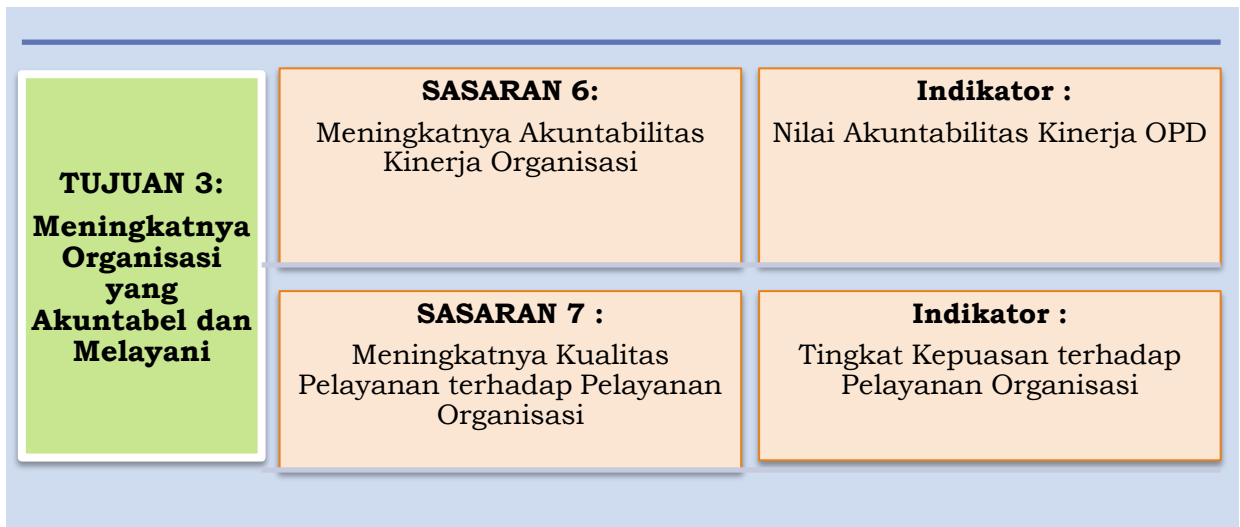 TUJUAN 3:
Meningkatnya
Organisasi
yang
Akuntabel dan
Melayani
SASARAN 6:
Meningkatnya Akuntabilitas
Kinerja Organisasi
Indikator :
Nilai Akuntabilitas Kinerja OPD
SASARAN 7 :
Meningkatnya Kualitas
Pelayanan terhadap Pelayanan
Organisasi
Indikator :
Tingkat Kepuasan terhadap
Pelayanan Organisasi